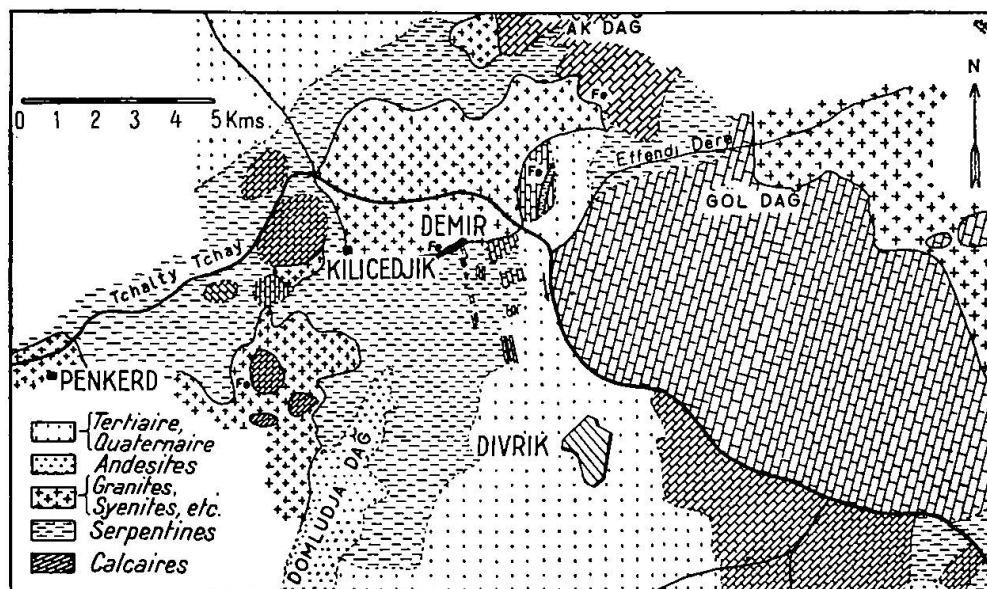 AK DAG
N
0 1 2 3 4 5 Kms
Fe
Effendi Dere
Fe
GOL DAG
DEMIR
Fe
KILICEDJIK
Tchalty Tchay
PENKERD
Fe
DIVRIK
DOMLUDJA DAG
Tertiaire,
Quaternaire
Andesites
Granites,
Syenites, etc.
Serpentines
Calcaires